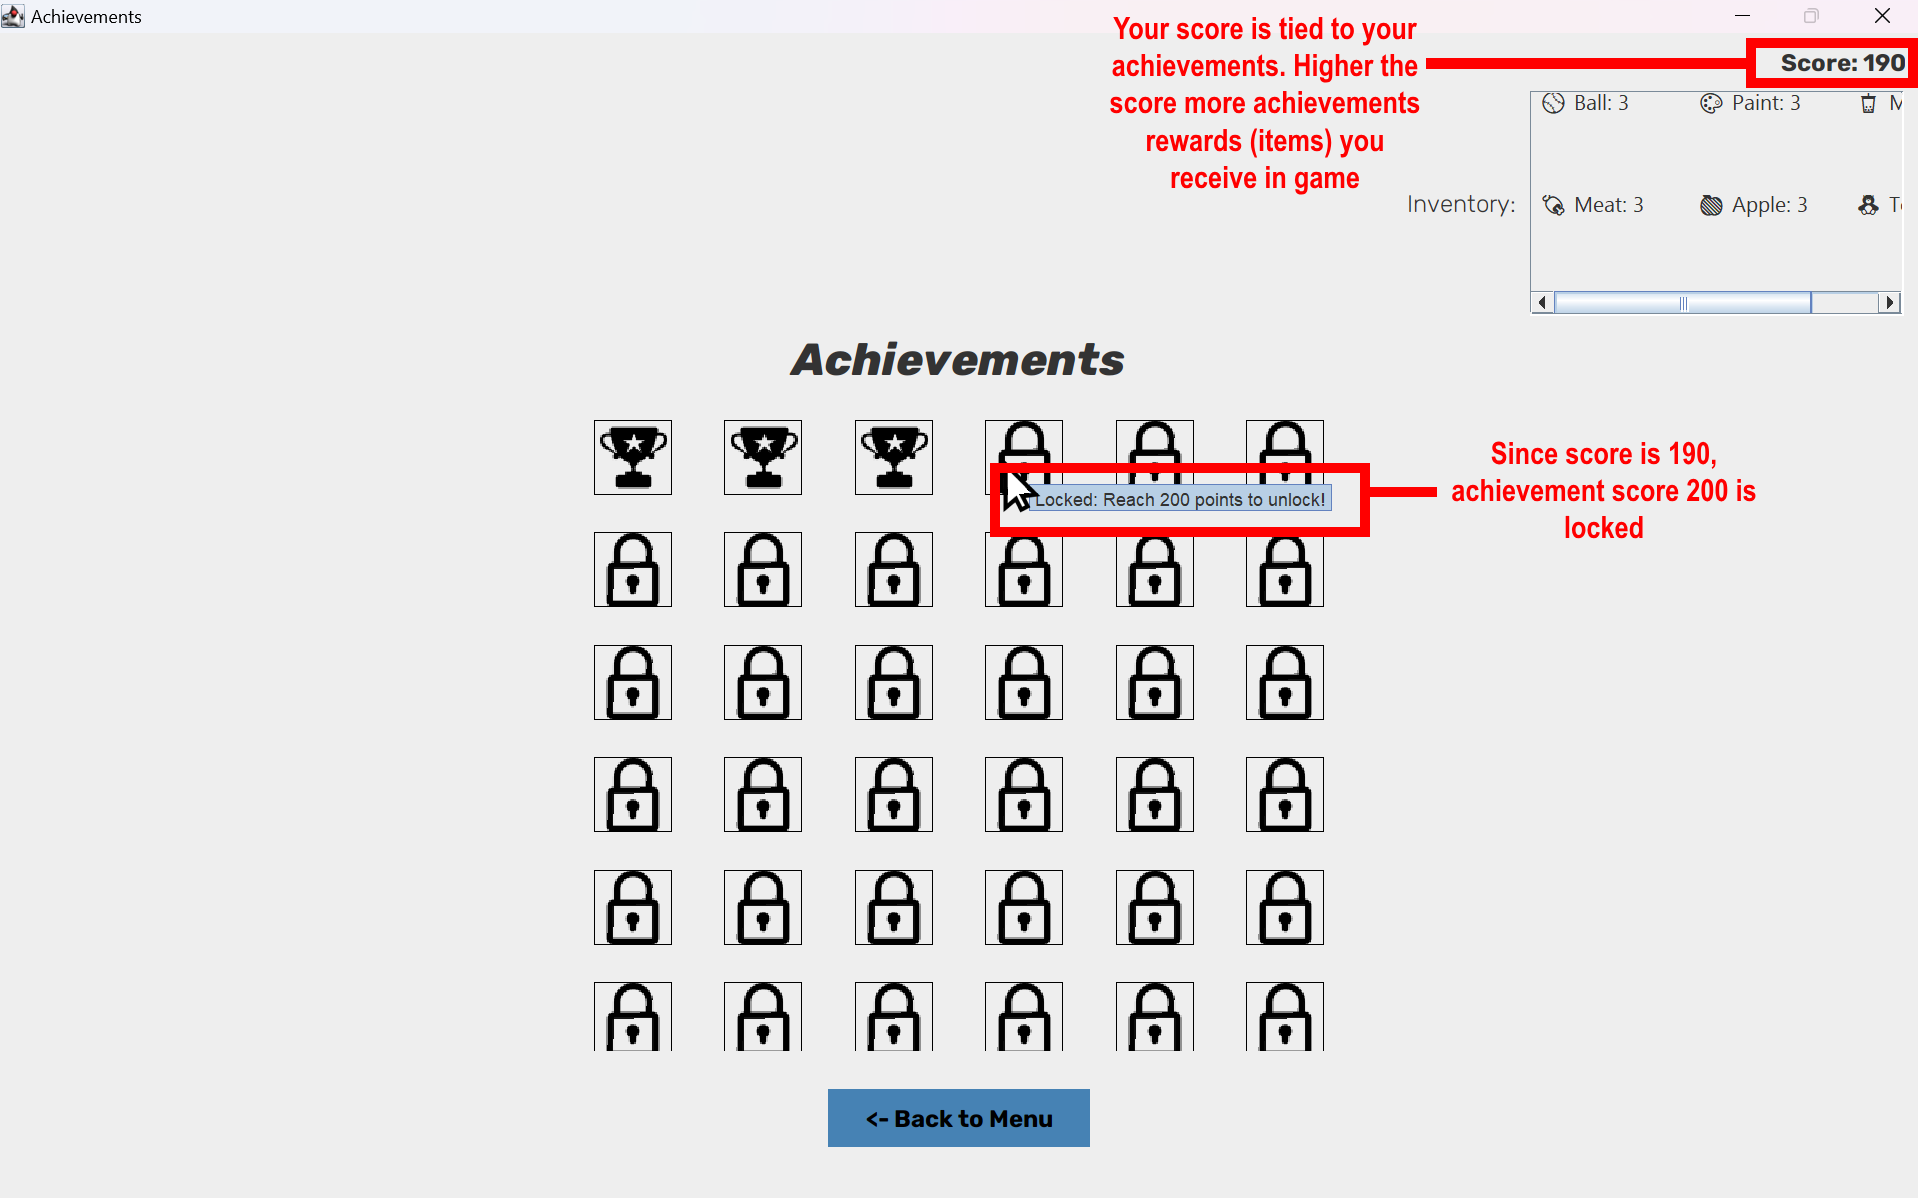 Achievements
Your score is tied to your
achievements. Higher the
score more achievements
rewards (items) you
receive in game
Score: 190
Ball: 3 Paint: 3 M
Inventory:
Meat: 3 Apple: 3
Achievements
Locked: Reach 200 points to unlock!
Since score is 190,
achievement score 200 is
locked
<- Back to Menu